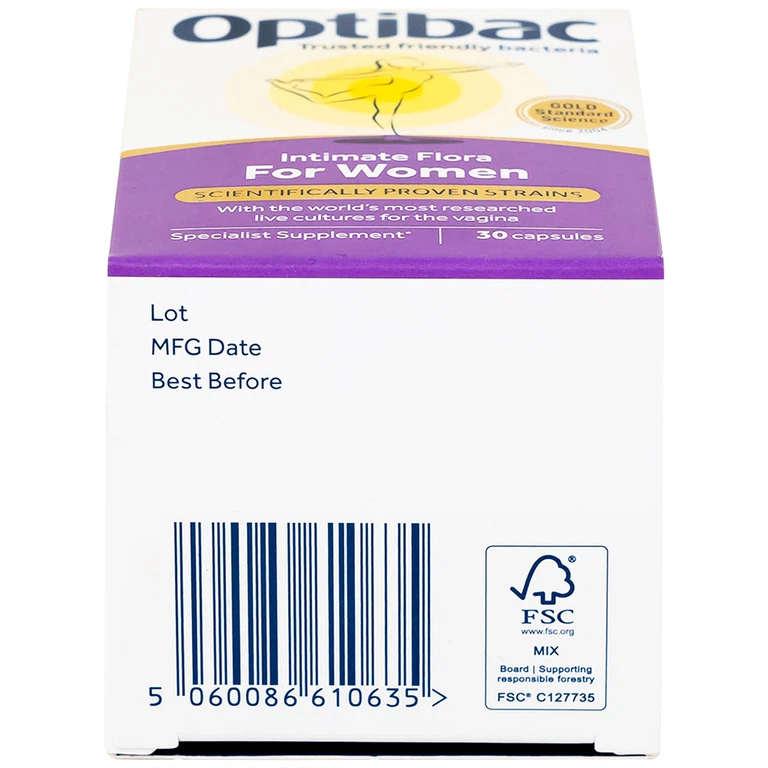 Optibac
Trusted friendly bacteria
GOLD
Standard
Science
since 2004
Intimate Flora
For Women
SCIENTIFICALLY PROVEN STRAINS
With the world's most researched
live cultures for the vagina
Specialist Supplement* | 30 capsules
Lot
MFG Date
Best Before
5 060086 610635 >
FSC®
www.fsc.org
MIX
Board | Supporting
responsible forestry
FSC® C127735